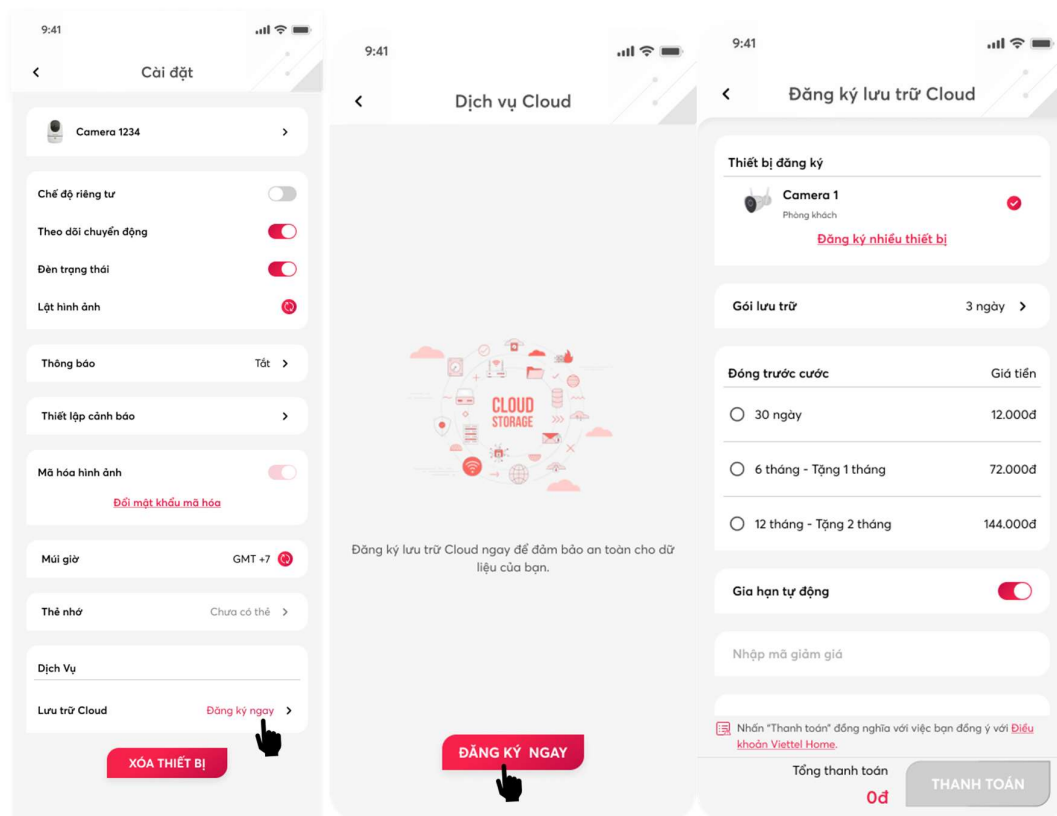 9:41
Cài đặt
Camera 1234
Chế độ riêng tư
Theo dõi chuyển động
Đèn trạng thái
Lật hình ảnh
Thông báo Tắt
Thiết lập cảnh báo
Mã hóa hình ảnh
Đổi mật khẩu mã hóa
Múi giờ GMT +7
Thẻ nhớ Chưa có thẻ
Dịch Vụ
Lưu trữ Cloud Đăng ký ngay
XÓA THIẾT BỊ
9:41
Dịch vụ Cloud
CLOUD
STORAGE
Đăng ký lưu trữ Cloud ngay để đảm bảo an toàn cho dữ
liệu của bạn.
ĐĂNG KÝ NGAY
9:41
Đăng ký lưu trữ Cloud
Thiết bị đăng ký
Camera 1
Phòng khách
Đăng ký nhiều thiết bị
Gói lưu trữ 3 ngày
Đóng trước cước Giá tiền
30 ngày 12.000đ
6 tháng - Tặng 1 tháng 72.000đ
12 tháng - Tặng 2 tháng 144.000đ
Gia hạn tự động
Nhập mã giảm giá
Nhấn "Thanh toán" đồng nghĩa với việc bạn đồng ý với Điều
khoản Viettel Home.
Tổng thanh toán
0đ
THANH TOÁN